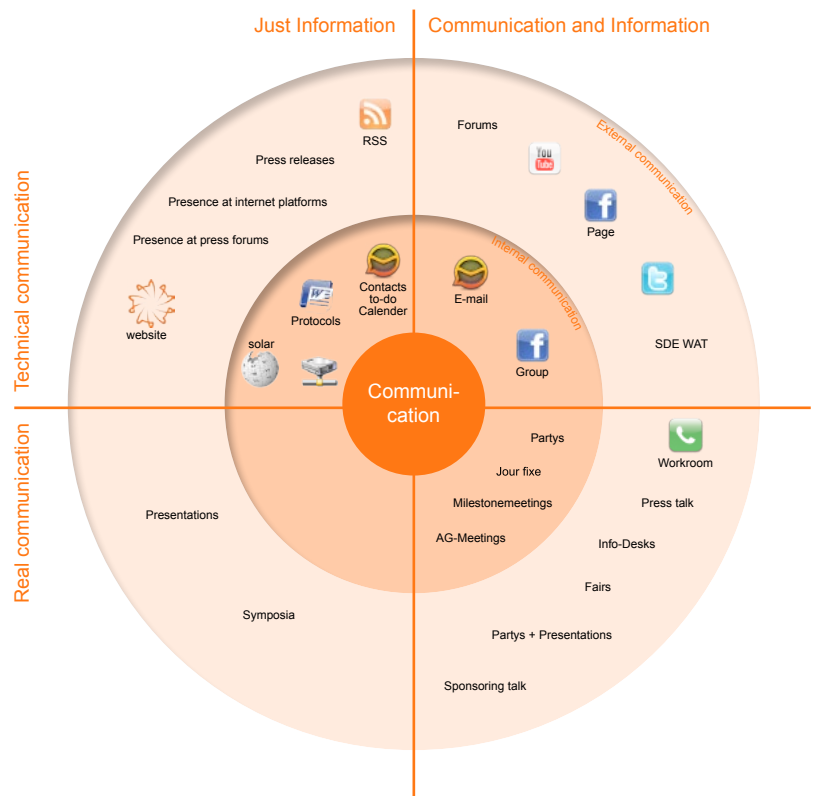 Just Information
Communication and Information
Technical communication
Real communication
External communication
Internal communication
RSS
Press releases
Presence at internet platforms
Presence at press forums
website
Contacts
to-do
Calender
Protocols
solar
Forums
You
Tube
Page
E-mail
Group
SDE WAT
Communi-
cation
Partys
Jour fixe
Milestonemeetings
AG-Meetings
Workroom
Press talk
Info-Desks
Fairs
Partys + Presentations
Sponsoring talk
Presentations
Symposia